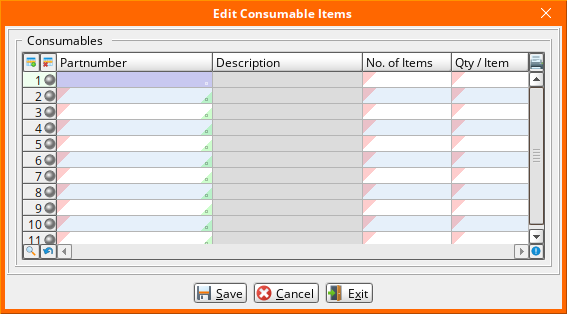 Edit Consumable Items
Consumables
Partnumber Description No. of Items Qty / Item
1
2
3
4
5
6
7
8
9
10
11
Save Cancel Exit